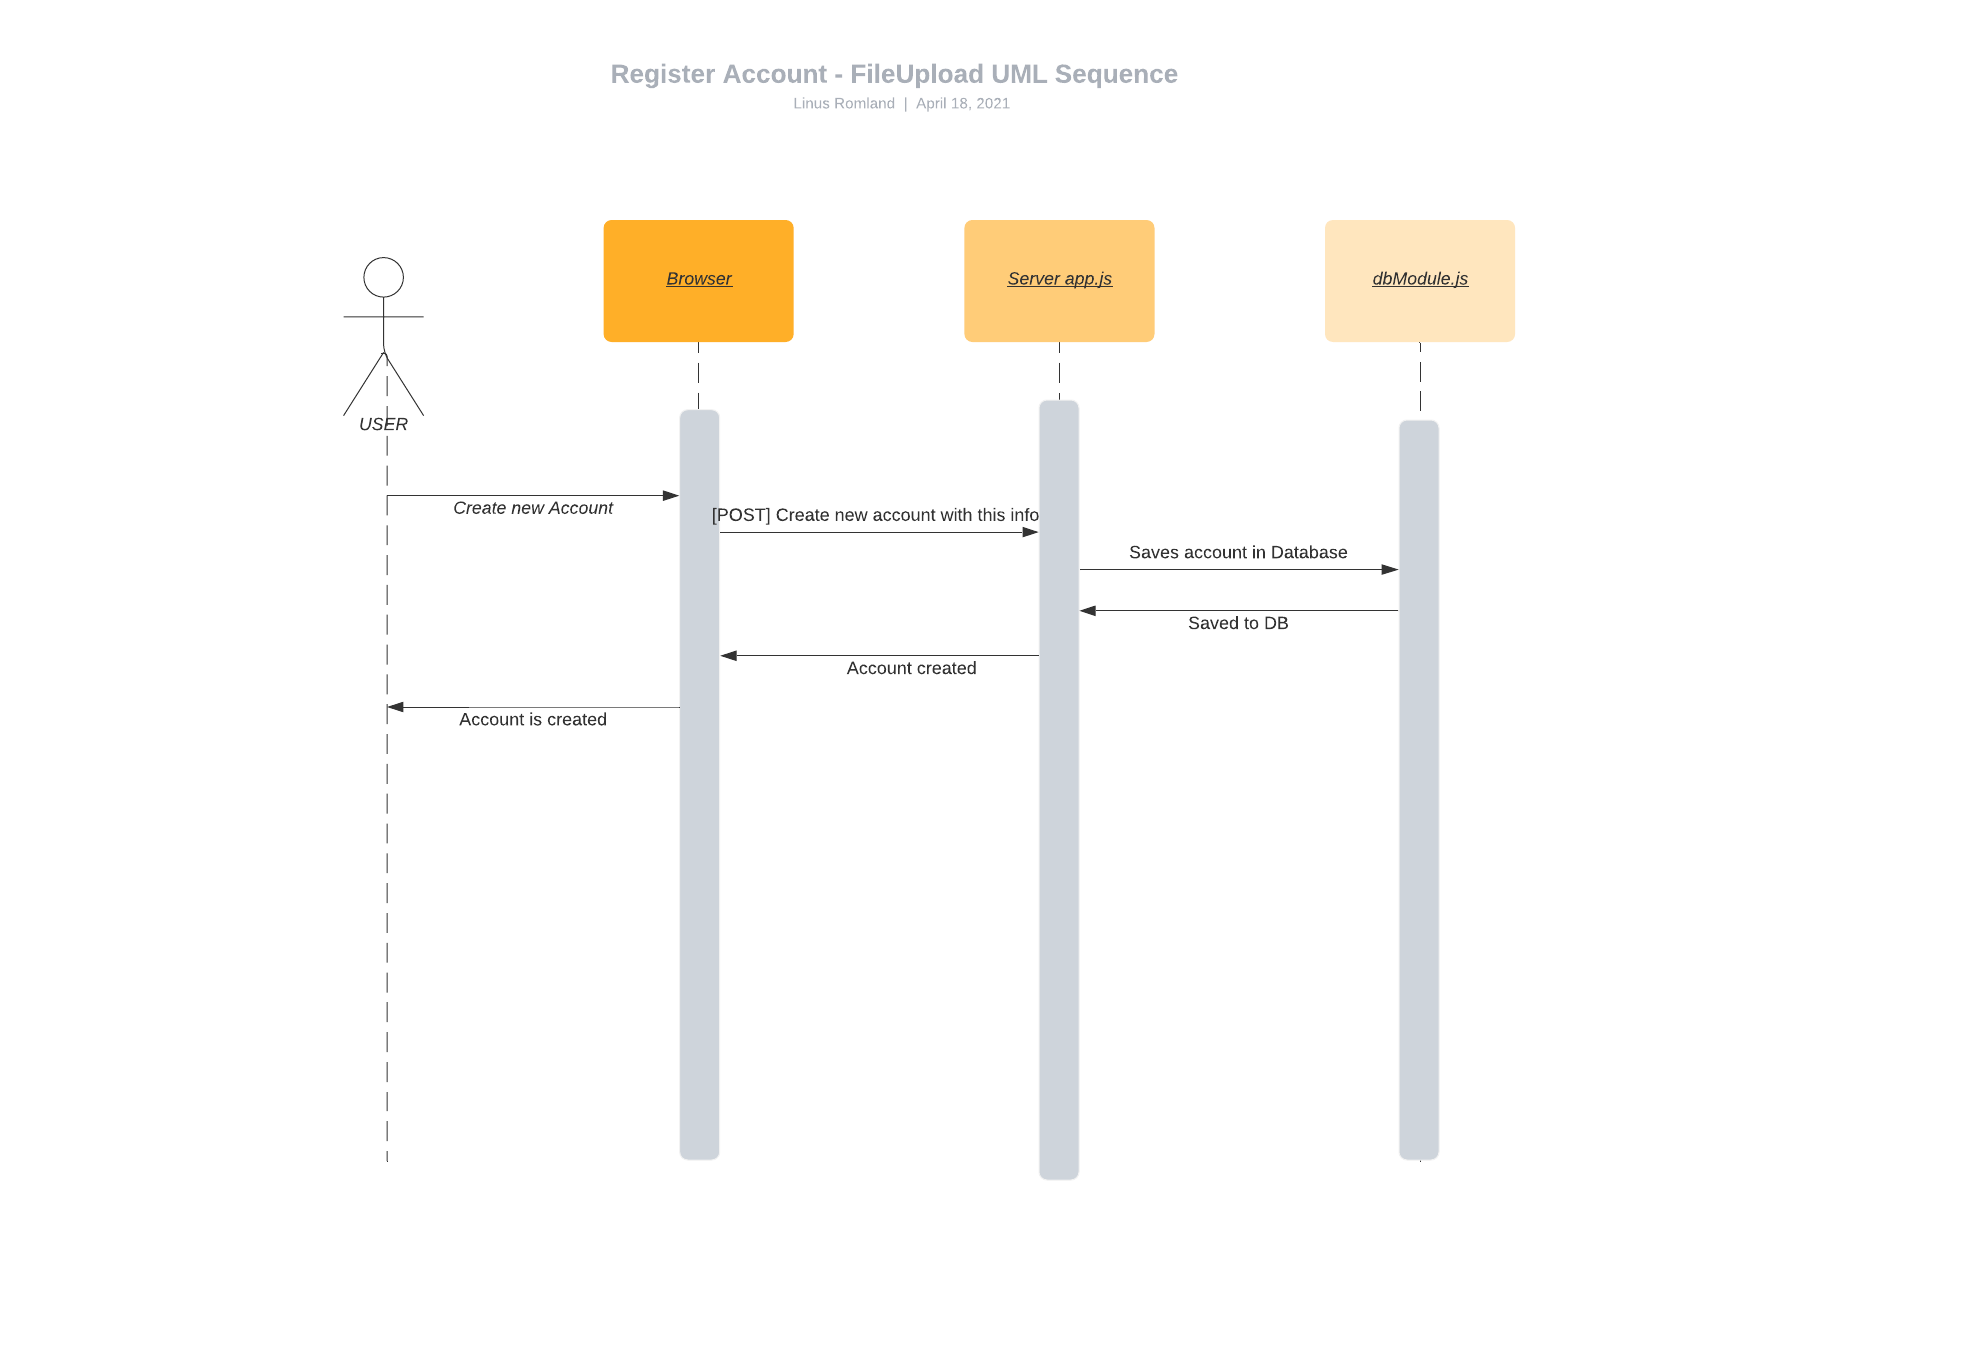 Register Account - FileUpload UML Sequence
Linus Romland | April 18, 2021
Browser
Server app.js
dbModule.js
USER
Create new Account
[POST] Create new account with this info
Saves account in Database
Saved to DB
Account created
Account is created